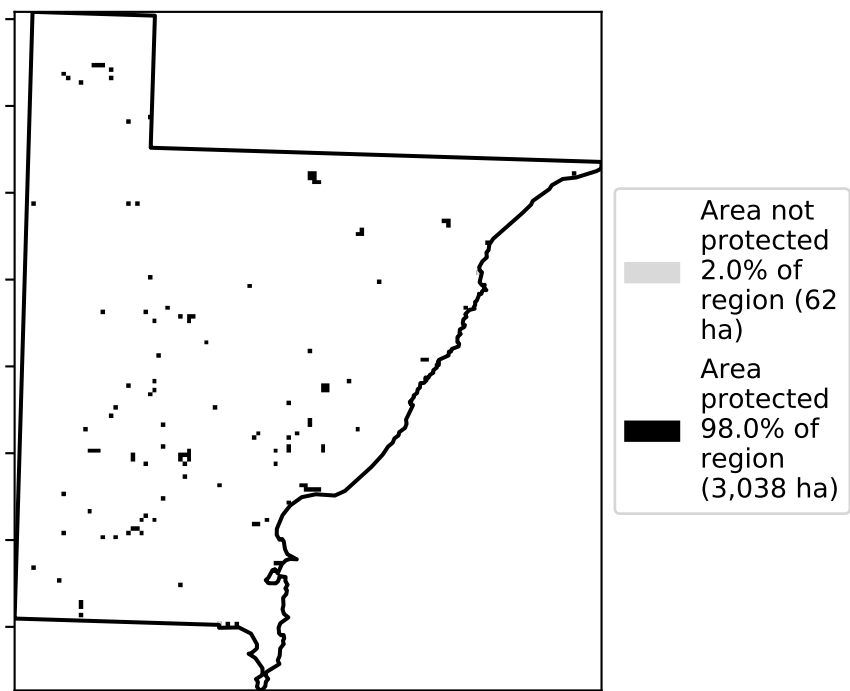 Area not
protected
2.0% of
region (62
ha)
Area
protected
98.0% of
region
(3,038 ha)